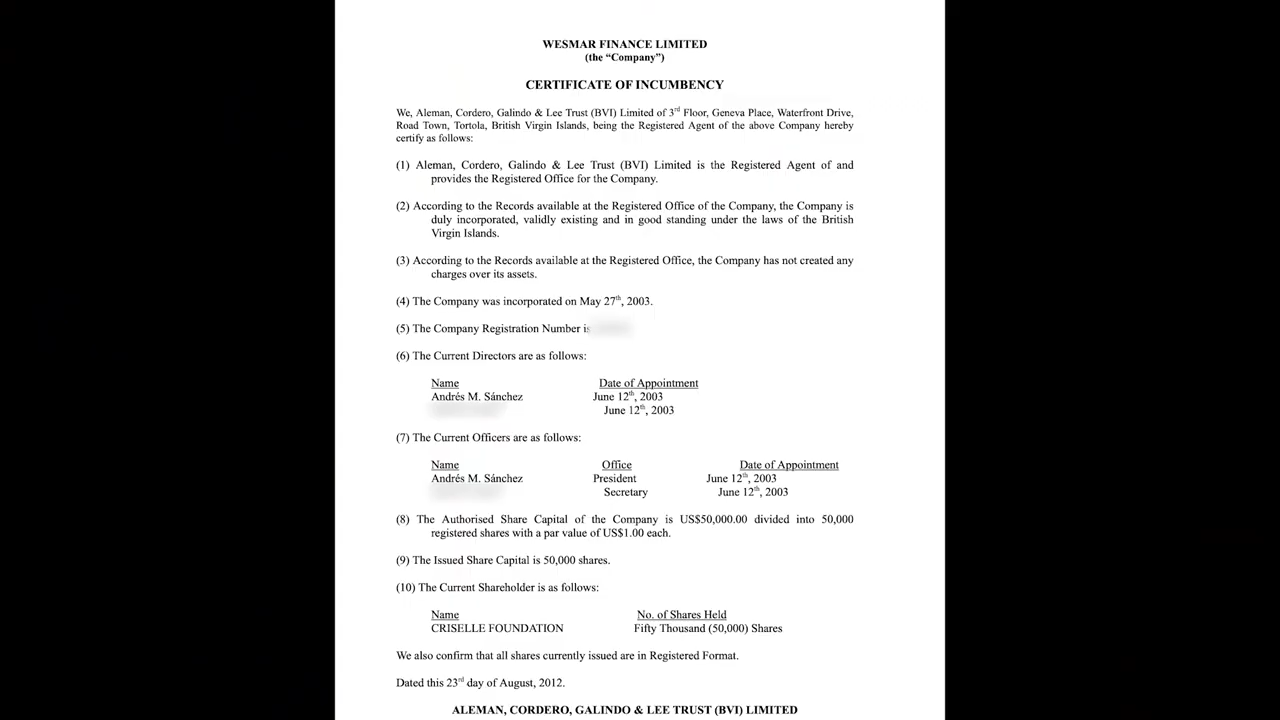 WESMAR FINANCE LIMITED
(the “Company”)
CERTIFICATE OF INCUMBENCY
We, Aleman, Cordero, Galindo & Lee Trust (BVI) Limited of 3rd Floor, Geneva Place, Waterfront Drive,
Road Town, Tortola, British Virgin Islands, being the Registered Agent of the above Company hereby
certify as follows:
(1) Aleman, Cordero, Galindo & Lee Trust (BVI) Limited is the Registered Agent of and
provides the Registered Office for the Company.
(2) According to the Records available at the Registered Office of the Company, the Company is
duly incorporated, validly existing and in good standing under the laws of the British
Virgin Islands.
(3) According to the Records available at the Registered Office, the Company has not created any
charges over its assets.
(4) The Company was incorporated on May 27th, 2003.
(5) The Company Registration Number is
(6) The Current Directors are as follows:
Name Date of Appointment
Andrés M. Sánchez June 12th, 2003
June 12th, 2003
(7) The Current Officers are as follows:
Name Office Date of Appointment
Andrés M. Sánchez President June 12th, 2003
Secretary June 12th, 2003
(8) The Authorised Share Capital of the Company is US$50,000.00 divided into 50,000
registered shares with a par value of US$1.00 each.
(9) The Issued Share Capital is 50,000 shares.
(10) The Current Shareholder is as follows:
Name No. of Shares Held
CRISELLE FOUNDATION Fifty Thousand (50,000) Shares
We also confirm that all shares currently issued are in Registered Format.
Dated this 23rd day of August, 2012.
ALEMAN, CORDERO, GALINDO & LEE TRUST (BVI) LIMITED